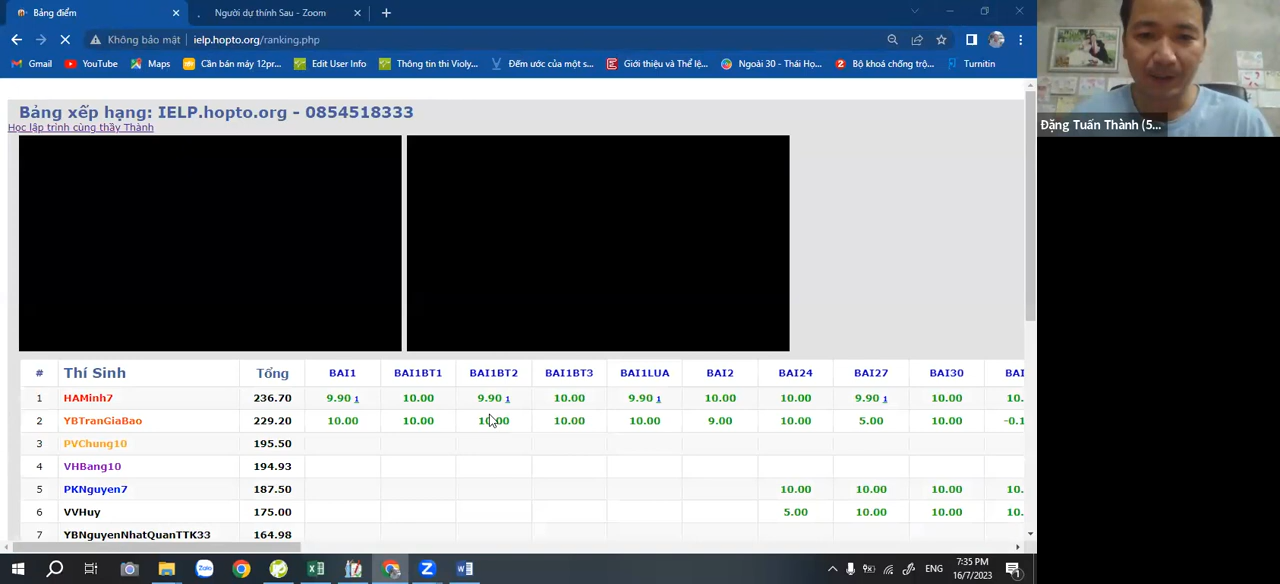 Bảng điểm
Người dự thính Sau - Zoom
Không bảo mật
ielp.hopto.org/ranking.php
Gmail
YouTube
Maps
Cần bán máy 12pr...
Edit User Info
Thông tin thi Violy...
Đếm ước của một s...
Giới thiệu và Thể lệ...
Ngoài 30 - Thái Họ...
Bộ khoá chống trộ...
Turnitin
Đặng Tuấn Thành (5...
Bảng xếp hạng: IELP.hopto.org - 0854518333
Học lập trình cùng thầy Thành
# Thí Sinh Tổng BAI1 BAI1BT1 BAI1BT2 BAI1BT3 BAI1LUA BAI2 BAI24 BAI27 BAI30 BAI
1 HAMinh7 236.70 9.90 1 10.00 9.90 1 10.00 9.90 1 10.00 10.00 9.90 1 10.00 10.
2 YBTranGiaBao 229.20 10.00 10.00 10.00 10.00 10.00 9.00 10.00 5.00 10.00 -0.1
3 PVChung10 195.50
4 VHBang10 194.93
5 PKNguyen7 187.50 10.00 10.00 10.00 10.
6 VVHuy 175.00 5.00 10.00 10.00 10.
7 YBNguyenNhatQuanTTK33 164.98
ENG
7:35 PM
16/7/2023